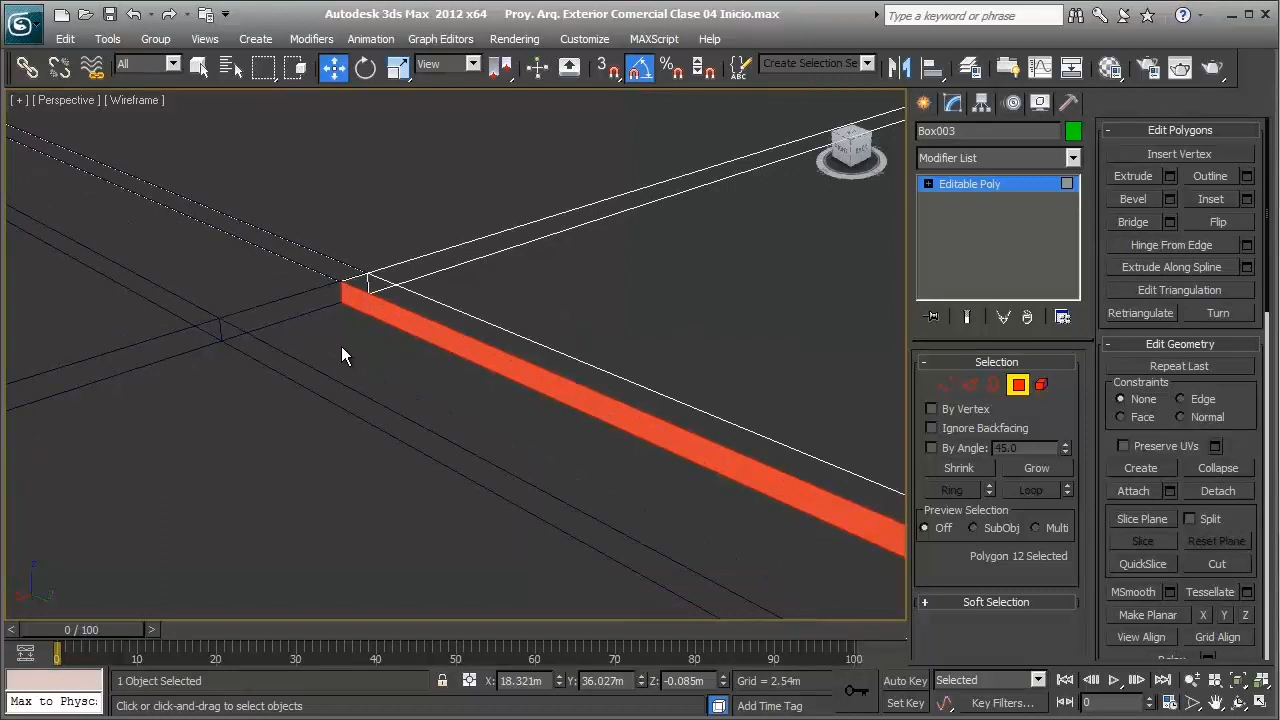 Autodesk 3ds Max 2012 x64 Proy. Arq. Exterior Comercial Clase 04 Inicio.max
Type a keyword or phrase
Edit Tools Group Views Create Modifiers Animation Graph Editors Rendering Customize MAXScript Help
All View Create Selection Se
[ + ] [ Perspective ] [ Wireframe ]
Box003
Modifier List
Editable Poly
Selection
By Vertex
Ignore Backfacing
By Angle: 45.0
Shrink Grow
Ring Loop
Preview Selection
Off SubObj Multi
Polygon 12 Selected
+ Soft Selection
Edit Polygons
Insert Vertex
Extrude Outline
Bevel Inset
Bridge Flip
Hinge From Edge
Extrude Along Spline
Edit Triangulation
Retriangulate Turn
Edit Geometry
Repeat Last
Constraints
None Edge
Face Normal
Preserve UVs
Create Collapse
Attach Detach
Slice Plane Split
Slice Reset Plane
QuickSlice Cut
MSmooth Tessellate
Make Planar X Y Z
View Align Grid Align
z
< 0 / 100 >
0 10 20 30 40 50 60 70 80 90 100
1 Object Selected X: 18.321m Y: 36.027m Z: -0.085m Grid = 2.54m Auto Key Selected
Max to Physc Click or click-and-drag to select objects Add Time Tag Set Key Key Filters... 0